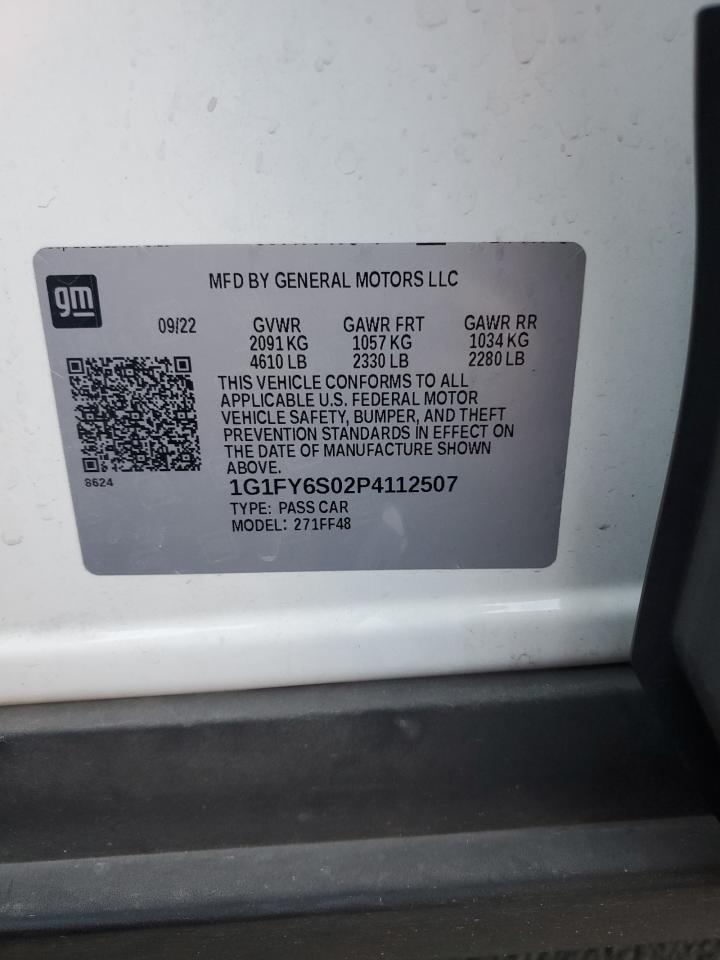 gm
MFD BY GENERAL MOTORS LLC
09/22 GVWR GAWR FRT GAWR RR
2091 KG 1057 KG 1034 KG
4610 LB 2330 LB 2280 LB
THIS VEHICLE CONFORMS TO ALL
APPLICABLE U.S. FEDERAL MOTOR
VEHICLE SAFETY, BUMPER, AND THEFT
PREVENTION STANDARDS IN EFFECT ON
THE DATE OF MANUFACTURE SHOWN
ABOVE.
8624
1G1FY6S02P4112507
TYPE: PASS CAR
MODEL: 271FF48